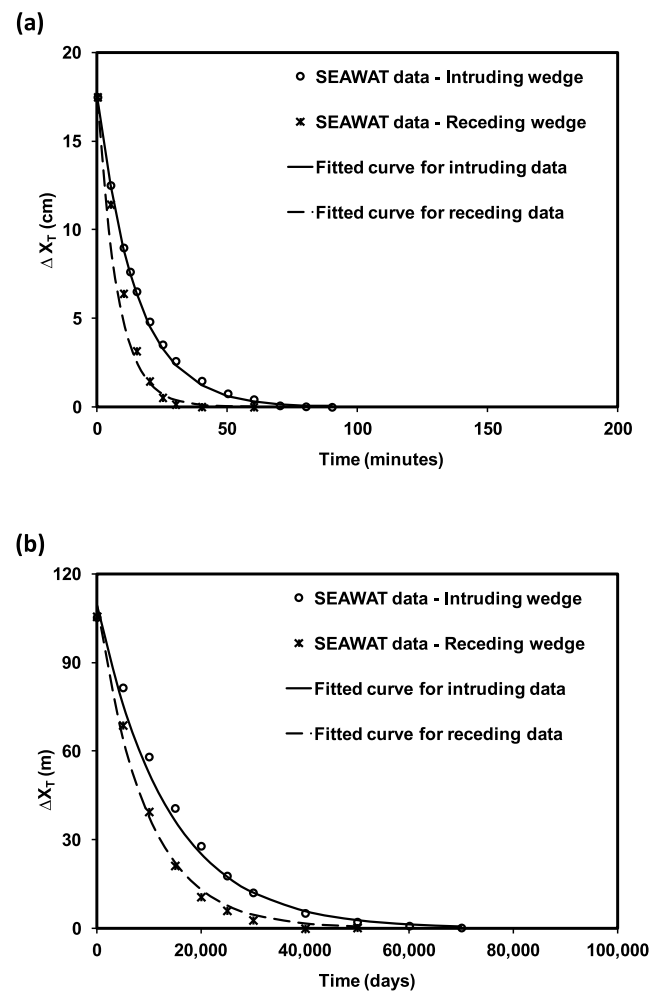 (a)
20
15
10
5
0
Δ X_T (cm)
SEAWAT data - Intruding wedge
SEAWAT data - Receding wedge
Fitted curve for intruding data
Fitted curve for receding data
0 50 100 150 200
Time (minutes)
(b)
120
90
60
30
0
ΔX_T (m)
SEAWAT data - Intruding wedge
SEAWAT data - Receding wedge
Fitted curve for intruding data
Fitted curve for receding data
0 20,000 40,000 60,000 80,000 100,000
Time (days)